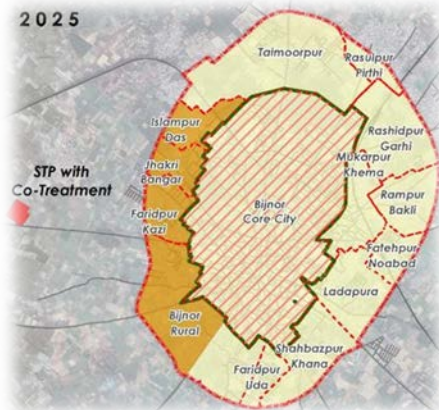 2025
Taimoorpur
Rasulpur
Pirthi
Islampur
Das
Rashidpur
Garhi
Jhakri
Bangar
Mukarpur
Khema
STP with
Co-Treatment
Rampur
Bakli
Bijnor
Core City
Faridpur
Kazi
Fatehpur
Noabad
Ladapura
Bijnor
Rural
Shahbazpur
Khana
Faridpur
Uda